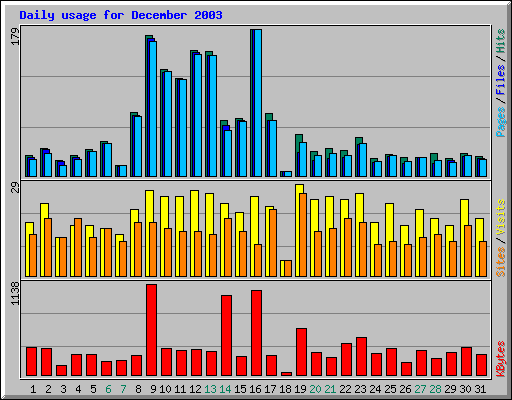 Daily usage for December 2003
179
Pages / Files / Hits
29
Sites / Visits
1138
KBytes
1 2 3 4 5 6 7 8 9 10 11 12 13 14 15 16 17 18 19 20 21 22 23 24 25 26 27 28 29 30 31